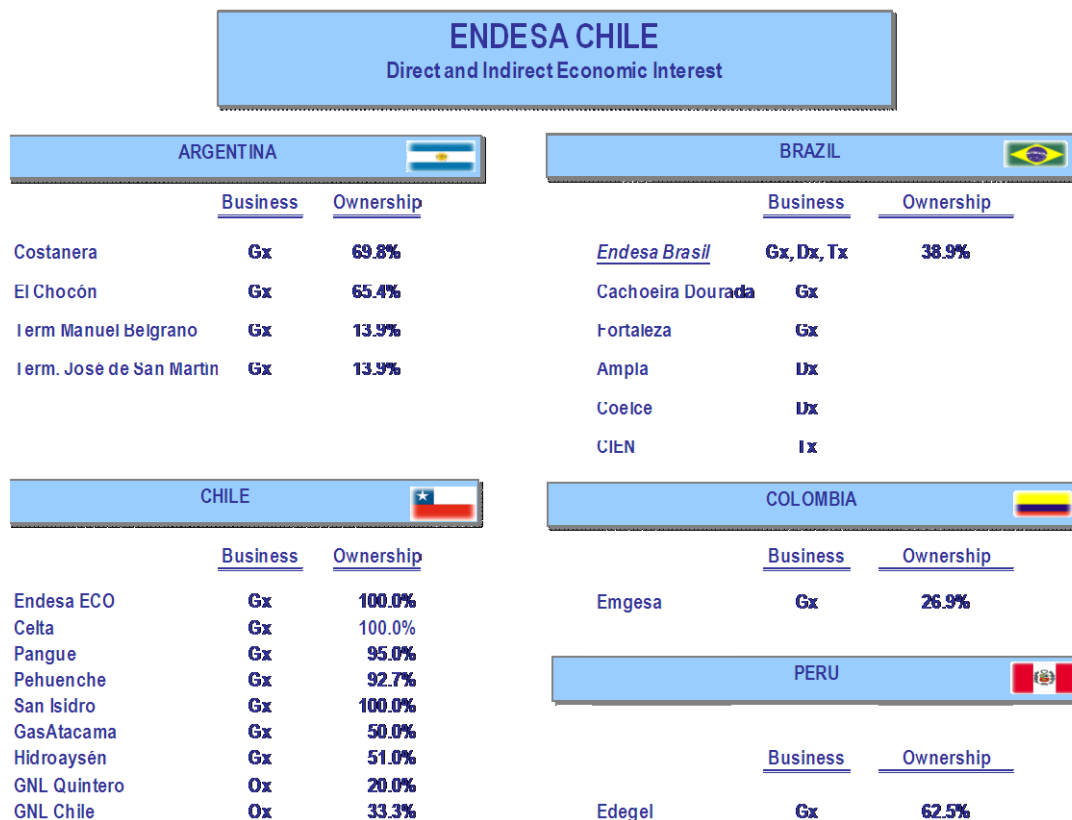 ENDESA CHILE
Direct and Indirect Economic Interest
ARGENTINA
Business Ownership
Costanera Gx 69.8%
El Chocón Gx 65.4%
Term Manuel Belgrano Gx 13.9%
Term. José de San Martín Gx 13.9%
BRAZIL
Business Ownership
Endesa Brasil Gx, Dx, Tx 38.9%
Cachoeira Dourada Gx
Fortaleza Gx
Ampla Dx
Coelce Dx
CIEN Tx
CHILE
Business Ownership
Endesa ECO Gx 100.0%
Celta Gx 100.0%
Pangue Gx 95.0%
Pehuenche Gx 92.7%
San Isidro Gx 100.0%
GasAtacama Gx 50.0%
Hidroaysén Gx 51.0%
GNL Quintero Ox 20.0%
GNL Chile Ox 33.3%
COLOMBIA
Business Ownership
Emgesa Gx 26.9%
PERU
Business Ownership
Edegel Gx 62.5%